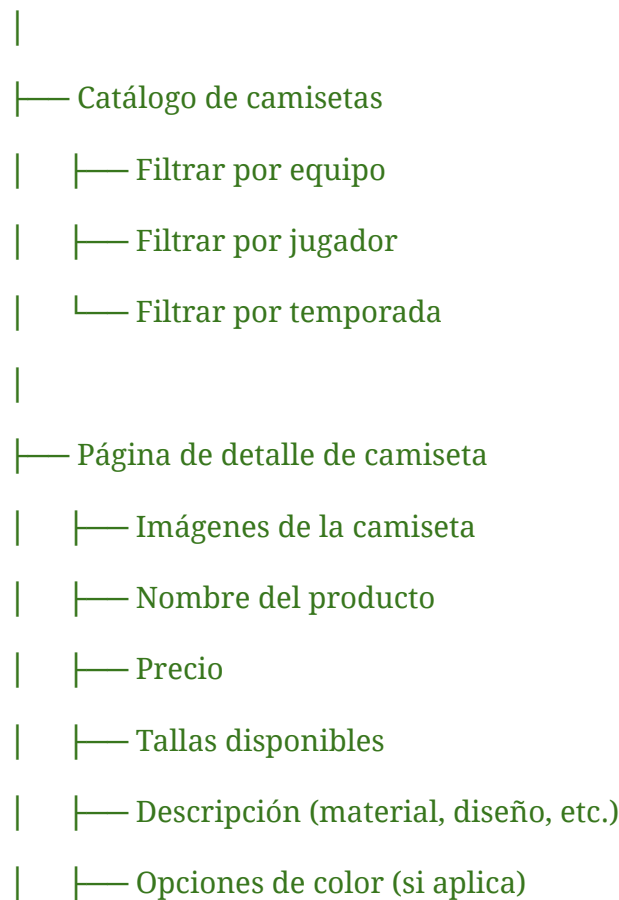 │
├── Catálogo de camisetas
│ ├── Filtrar por equipo
│ ├── Filtrar por jugador
│ └── Filtrar por temporada
│
├── Página de detalle de camiseta
│ ├── Imágenes de la camiseta
│ ├── Nombre del producto
│ ├── Precio
│ ├── Tallas disponibles
│ ├── Descripción (material, diseño, etc.)
│ ├── Opciones de color (si aplica)